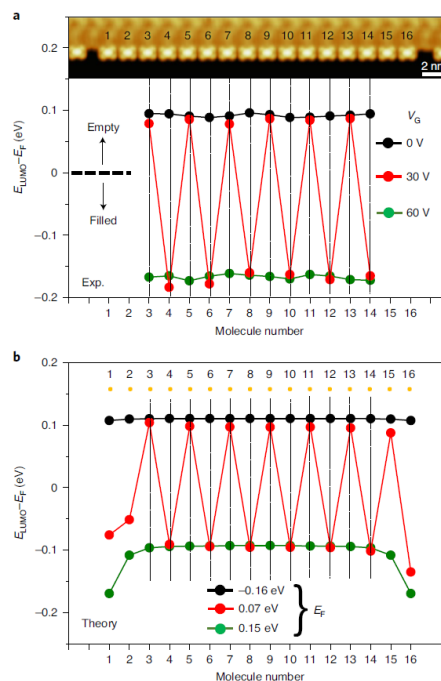 a
0.2
1 2 3 4 5 6 7 8 9 10 11 12 13 14 15 16
2 nm
0.1
0
−0.1
−0.2
E_LUMO–E_F (eV)
Empty
Filled
V_G
0 V
30 V
60 V
Exp.
1 2 3 4 5 6 7 8 9 10 11 12 13 14 15 16
Molecule number
b
1 2 3 4 5 6 7 8 9 10 11 12 13 14 15 16
0.2
0.1
0
−0.1
−0.2
E_LUMO–E_F (eV)
−0.16 eV
0.07 eV
0.15 eV
E_F
Theory
1 2 3 4 5 6 7 8 9 10 11 12 13 14 15 16
Molecule number